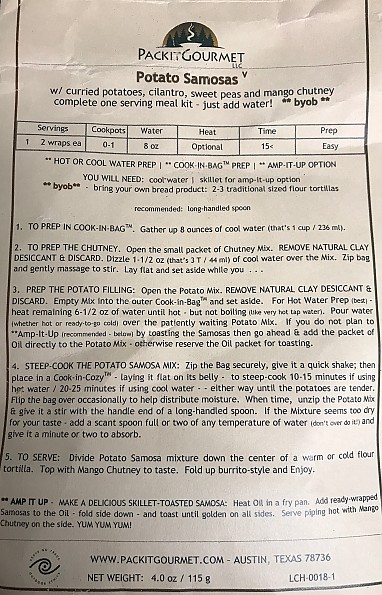 PACKITGOURMET
LLC
Potato Samosas V
w/ curried potatoes, cilantro, sweet peas and mango chutney
complete one serving meal kit - just add water! ** byob **
Servings Cookpots Water Heat Time Prep
1 2 wraps ea 0-1 8 oz Optional 15< Easy
** HOT OR COOL WATER PREP | ** COOK-IN-BAG™ PREP | ** AMP-IT-UP OPTION
YOU WILL NEED: cool water | skillet for amp-it-up option
**byob** - bring your own bread product: 2-3 traditional sized flour tortillas
recommended: long-handled spoon
1. TO PREP IN COOK-IN-BAG™. Gather up 8 ounces of cool water (that's 1 cup / 236 ml).
2. TO PREP THE CHUTNEY. Open the small packet of Chutney Mix. REMOVE NATURAL CLAY
DESICCANT & DISCARD. Dizzle 1-1/2 oz (that's 3 T / 44 ml) of cool water over the Mix. Zip bag
and gently massage to stir. Lay flat and set aside while you . . .
3. PREP THE POTATO FILLING: Open the Potato Mix. REMOVE NATURAL CLAY DESICCANT &
DISCARD. Empty Mix into the outer Cook-in-Bag™ and set aside. For Hot Water Prep (best) -
heat remaining 6-1/2 oz of water until hot - but not boiling (like very hot tap water). Pour water
(whether hot or ready-to-go cold) over the patiently waiting Potato Mix. If you do not plan to
**Amp-It-Up (recommended - below) by toasting the Samosas then go ahead & add the packet of
Oil directly to the Potato Mix - otherwise reserve the Oil packet for toasting.
4. STEEP-COOK THE POTATO SAMOSA MIX: Zip the Bag securely, give it a quick shake; then
place in a Cook-in-Cozy™ - laying it flat on its belly - to steep-cook 10-15 minutes if using
hot water / 20-25 minutes if using cool water - - either way until the potatoes are tender.
Flip the bag over occasionally to help distribute moisture. When time, unzip the Potato Mix
& give it a stir with the handle end of a long-handled spoon. If the Mixture seems too dry
for your taste - add a scant spoon full or two of any temperature of water (don't over do it!) and
give it a minute or two to absorb.
5. TO SERVE: Divide Potato Samosa mixture down the center of a warm or cold flour
tortilla. Top with Mango Chutney to taste. Fold up burrito-style and Enjoy.
** AMP IT UP - MAKE A DELICIOUS SKILLET-TOASTED SAMOSA: Heat Oil in a fry pan. Add ready-wrapped
Samosas to the Oil - fold side down - and toast until golden on all sides. Serve piping hot with Mango
Chutney on the side. YUM YUM YUM!
WWW.PACKITGOURMET.COM - AUSTIN, TEXAS 78736
NET WEIGHT: 4.0 oz / 115 g LCH-0018-1